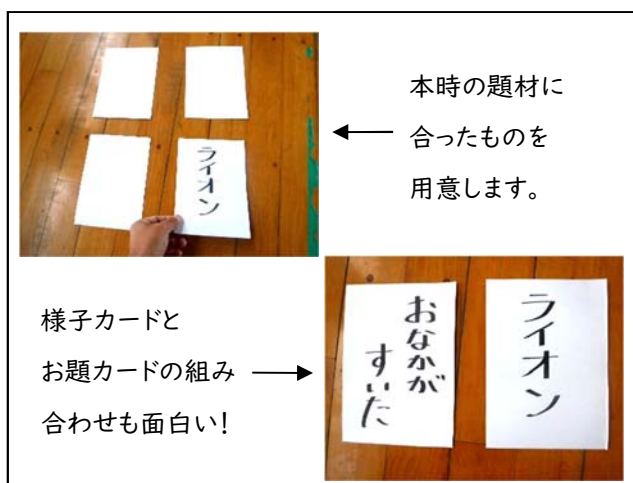 ライオン
本時の題材に
合ったものを
用意します。
様子カードと
お題カードの組み
合わせも面白い!
ライオン
おなかが
すいた